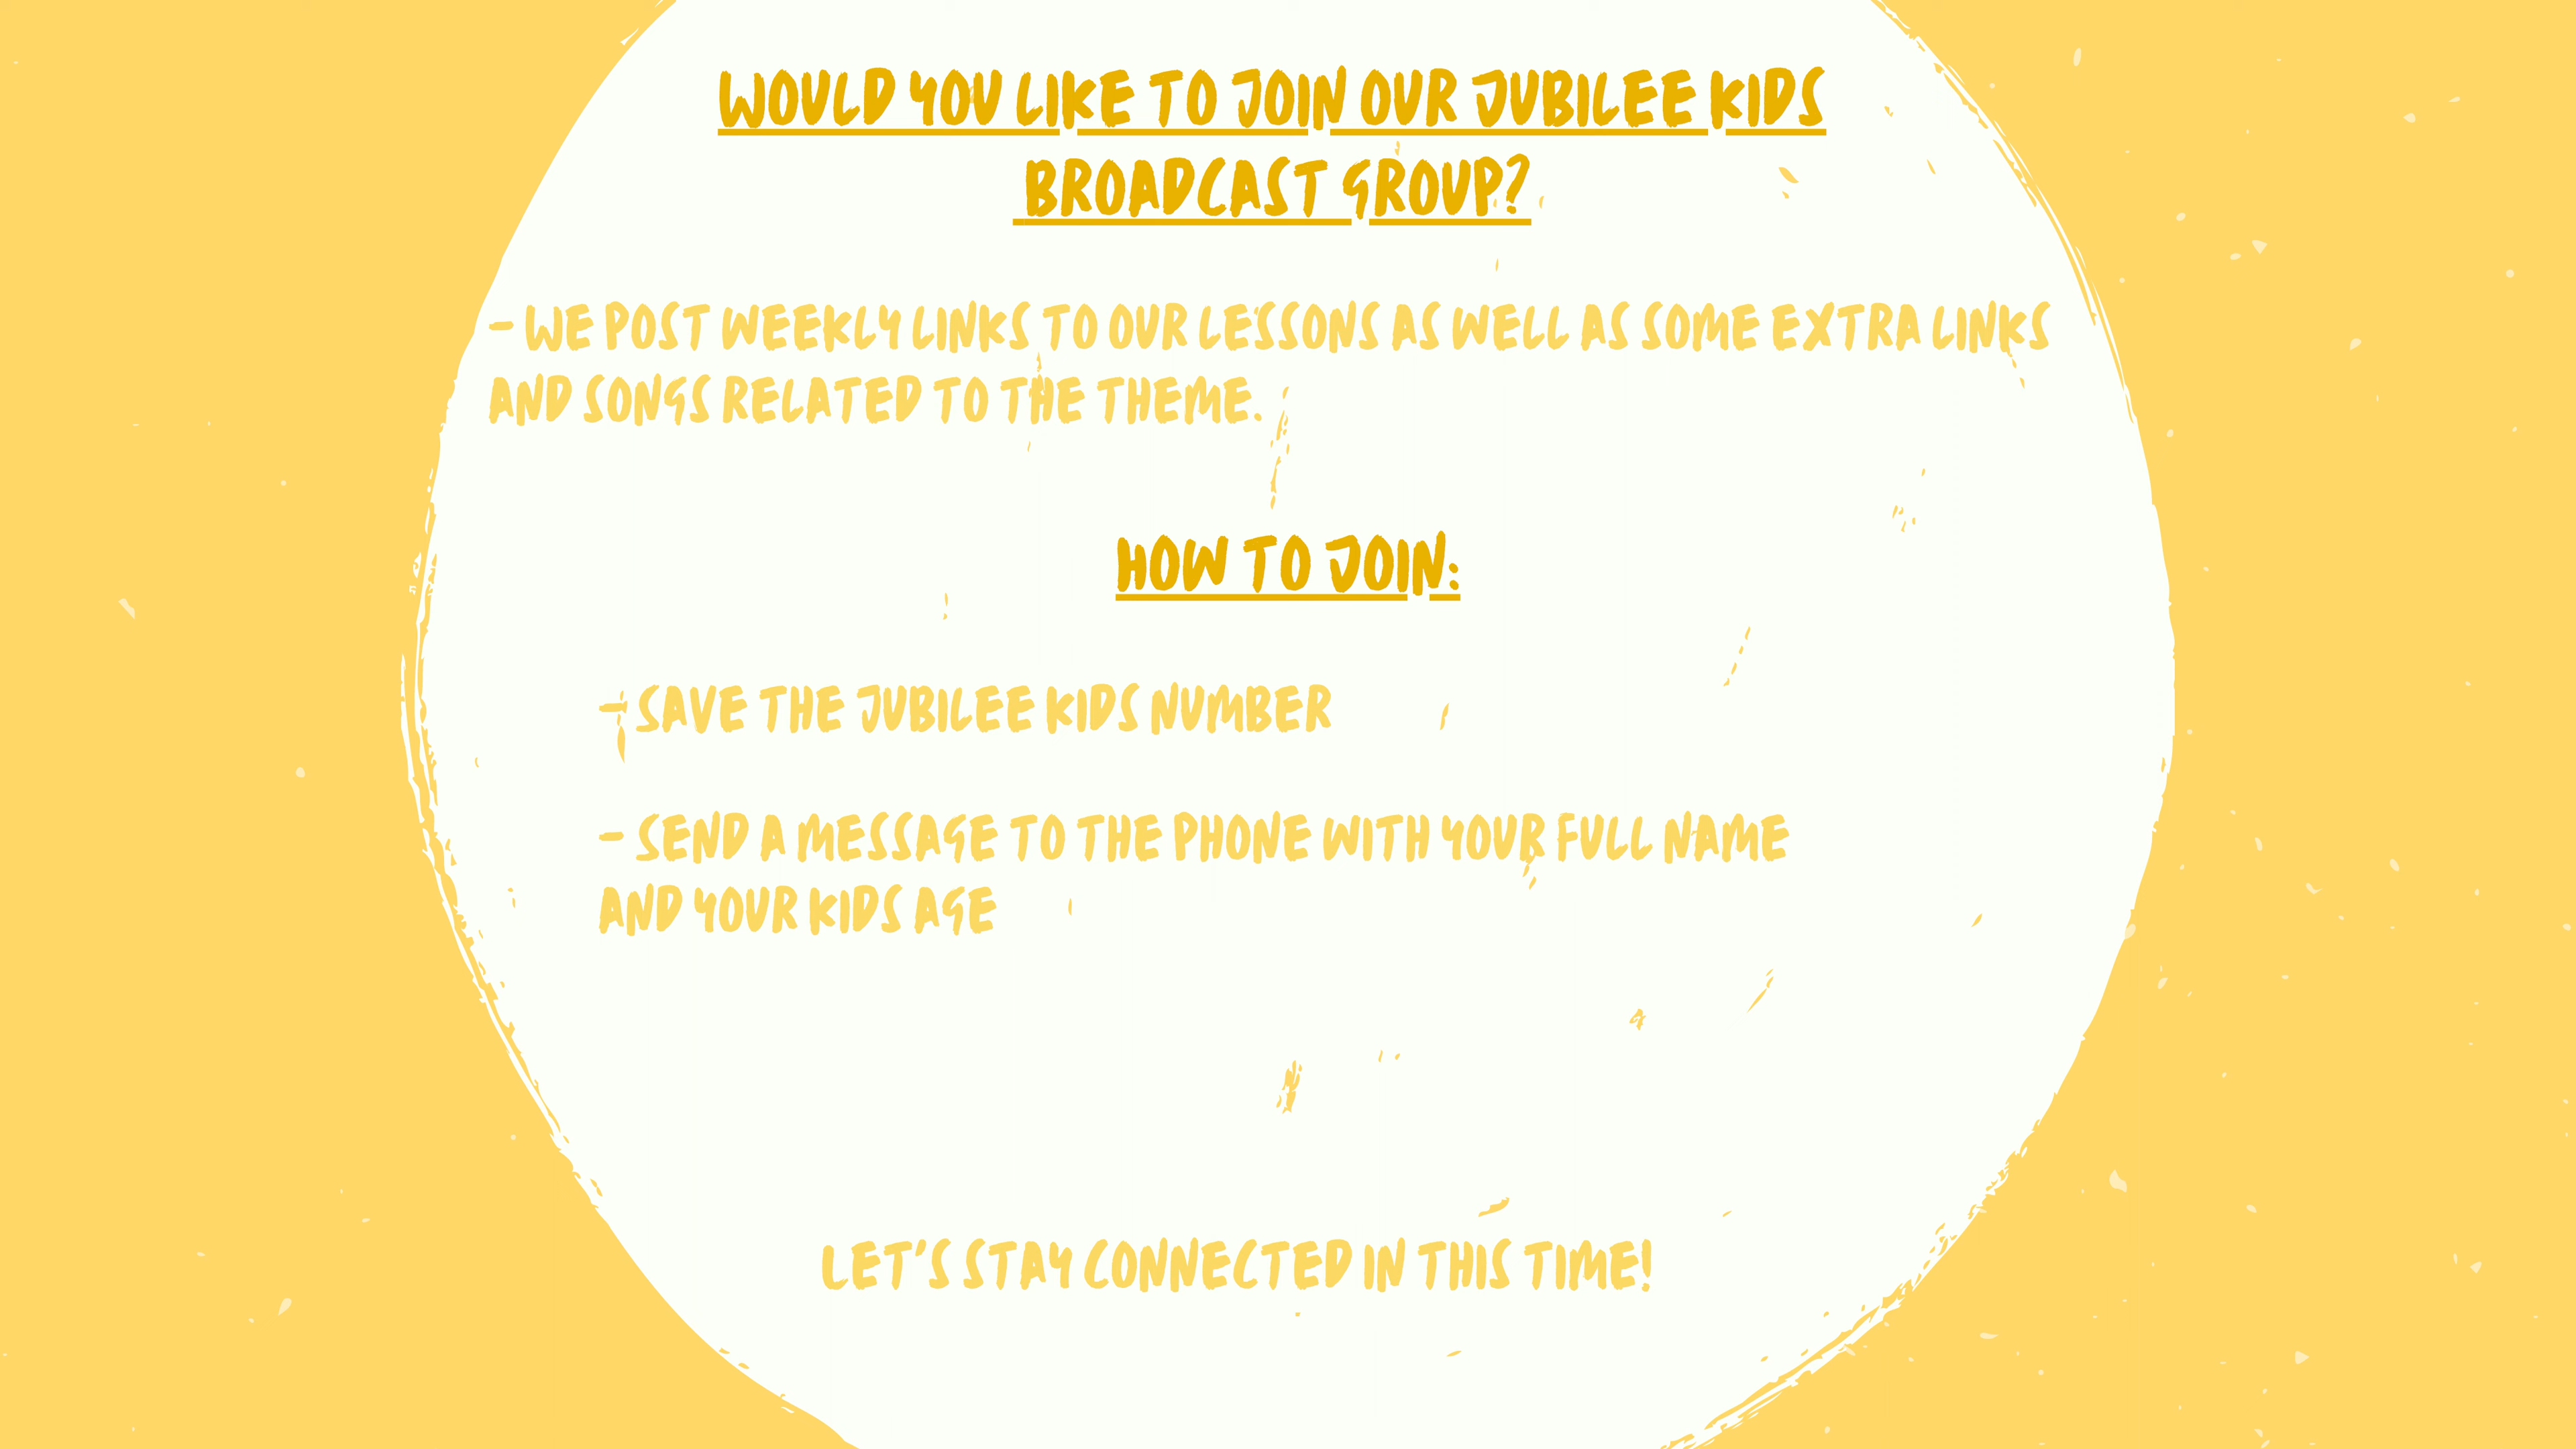 WOULD YOU LIKE TO JOIN OUR JUBILEE KIDS
BROADCAST GROUP?
- WE POST WEEKLY LINKS TO OUR LESSONS AS WELL AS SOME EXTRA LINKS
AND SONGS RELATED TO THE THEME.
HOW TO JOIN:
- SAVE THE JUBILEE KIDS NUMBER
- SEND A MESSAGE TO THE PHONE WITH YOUR FULL NAME
AND YOUR KIDS AGE
LET'S STAY CONNECTED IN THIS TIME!